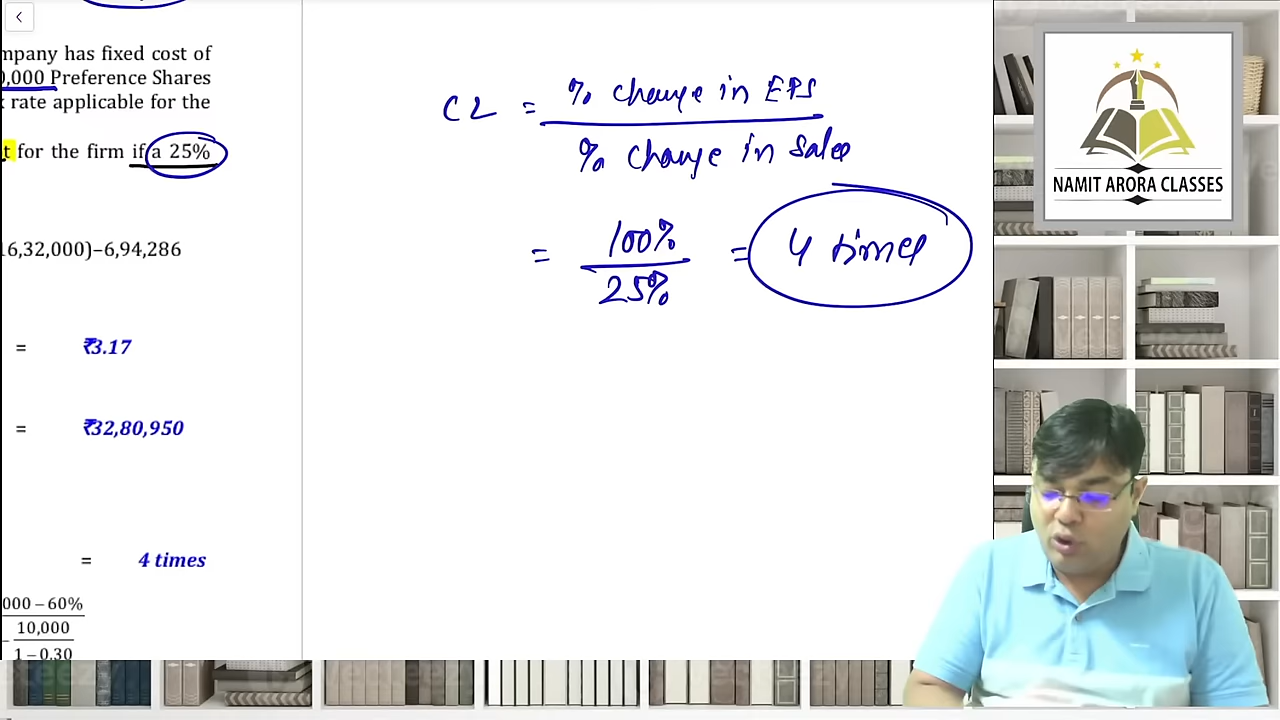 mpany has fixed cost of
0,000 Preference Shares
rate applicable for the
t for the firm if a 25%
16,32,000)−6,94,286
= ₹3.17
= ₹32,80,950
= 4 times
000 − 60%
10,000
1 − 0.30
CL = % change in EPS
% change in Sales
= 100% = 4 times
25%
NAMIT ARORA CLASSES